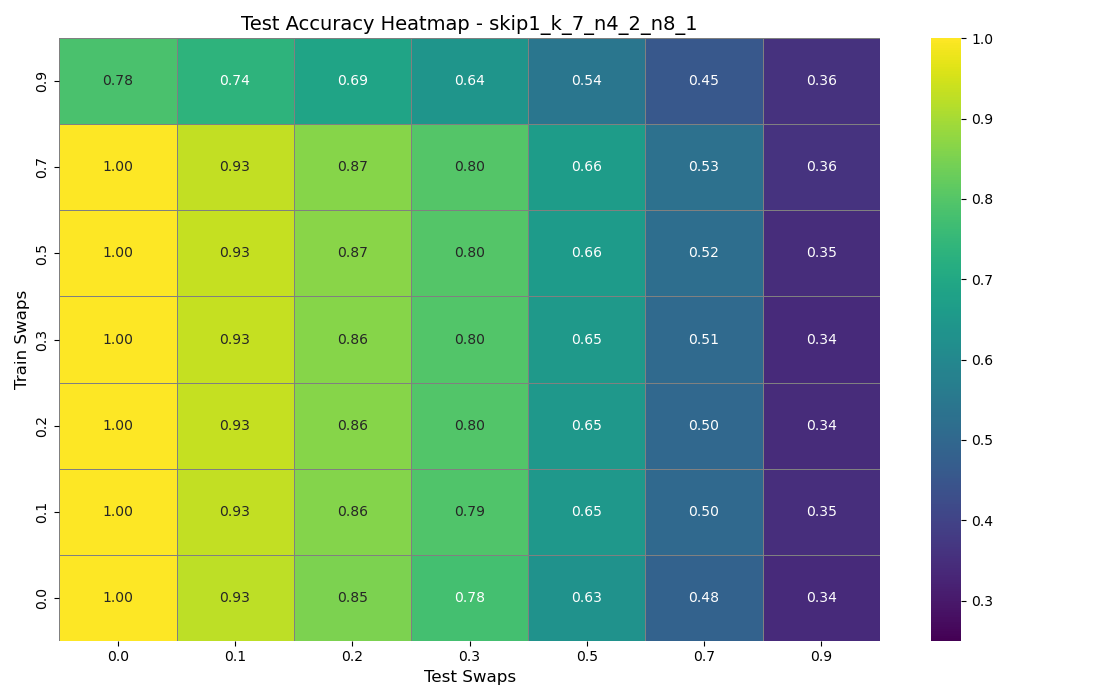 Test Accuracy Heatmap - skip1_k_7_n4_2_n8_1
Train Swaps
0.9 0.78 0.74 0.69 0.64 0.54 0.45 0.36
0.7 1.00 0.93 0.87 0.80 0.66 0.53 0.36
0.5 1.00 0.93 0.87 0.80 0.66 0.52 0.35
0.3 1.00 0.93 0.86 0.80 0.65 0.51 0.34
0.2 1.00 0.93 0.86 0.80 0.65 0.50 0.34
0.1 1.00 0.93 0.86 0.79 0.65 0.50 0.35
0.0 1.00 0.93 0.85 0.78 0.63 0.48 0.34
0.0 0.1 0.2 0.3 0.5 0.7 0.9
Test Swaps
1.0
0.9
0.8
0.7
0.6
0.5
0.4
0.3